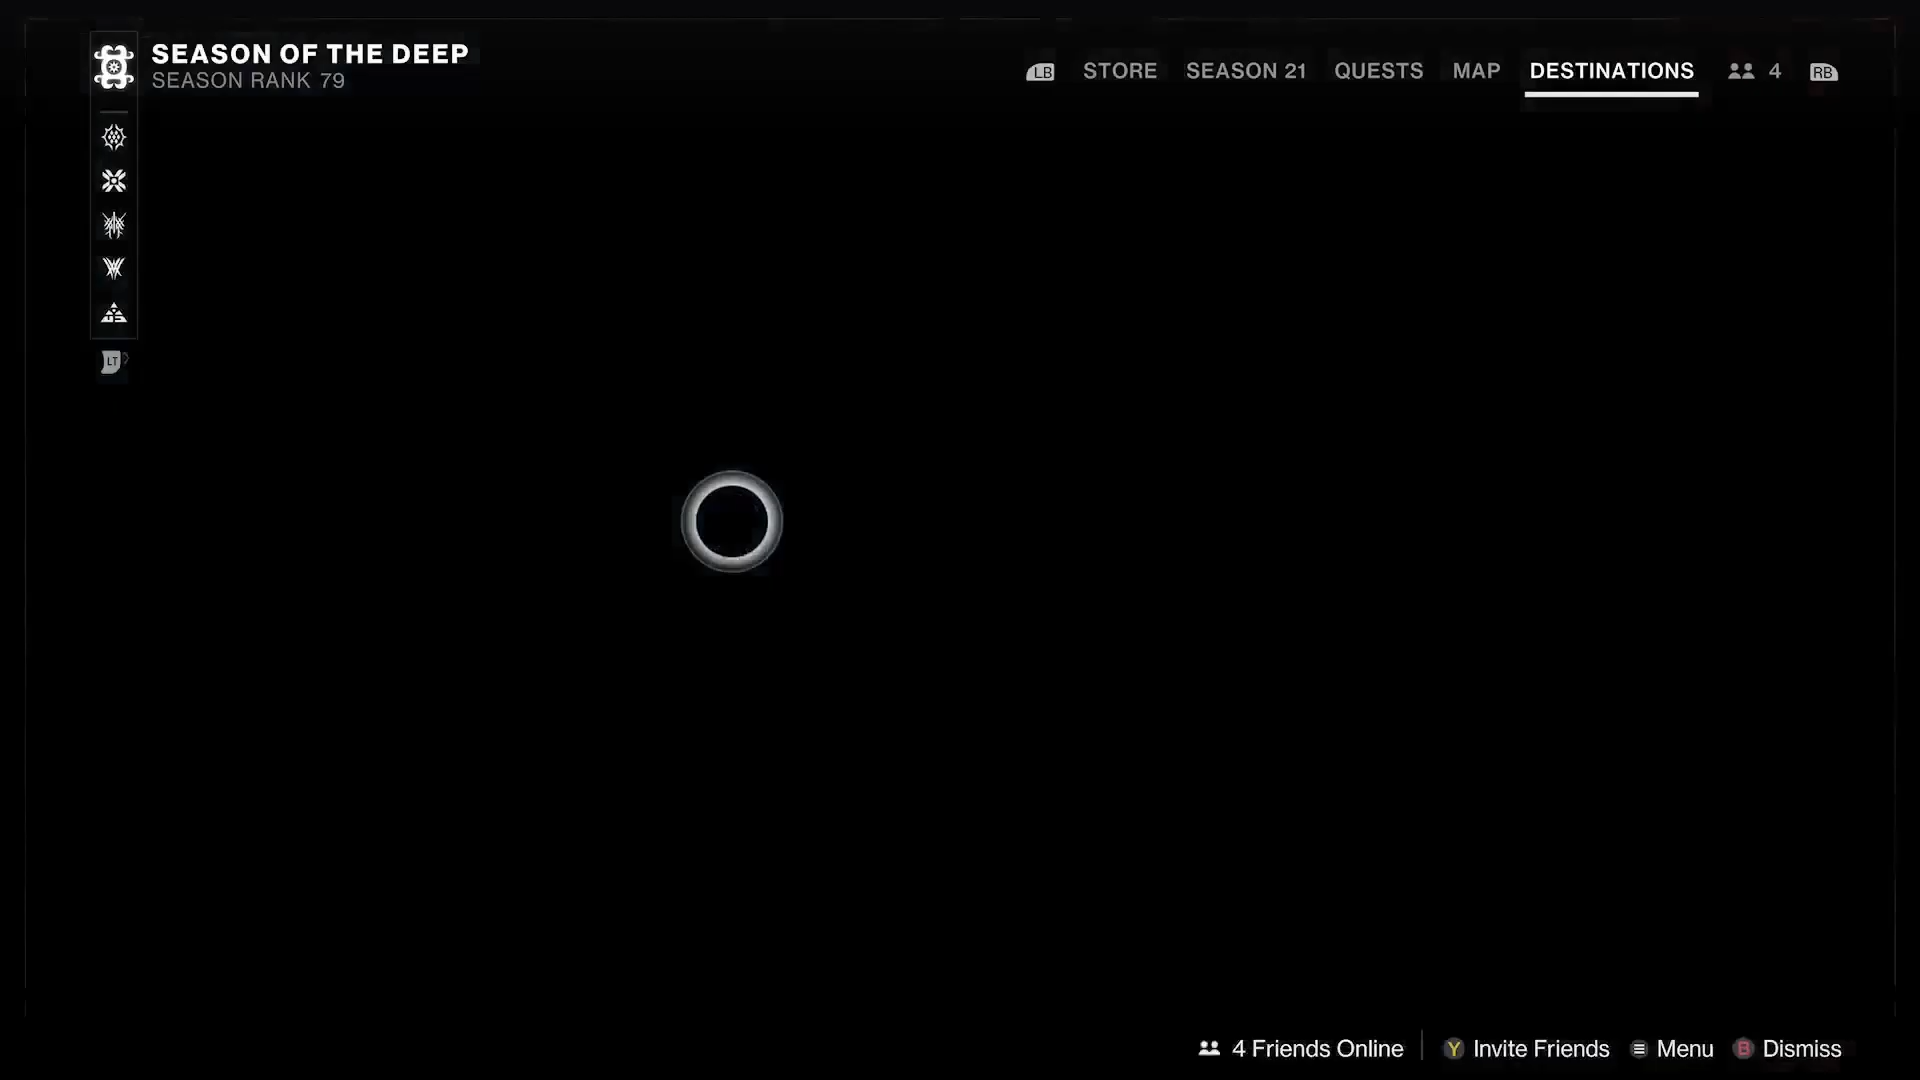 SEASON OF THE DEEP
SEASON RANK 79
LB STORE SEASON 21 QUESTS MAP DESTINATIONS 4 RB
LT
4 Friends Online Y Invite Friends Menu B Dismiss